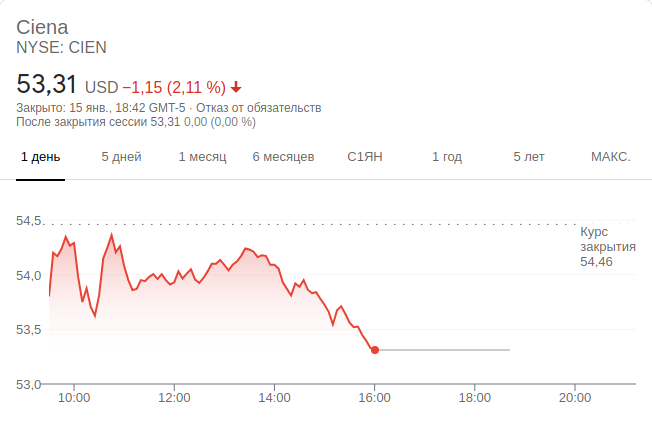 Ciena
NYSE: CIEN
53,31 USD −1,15 (2,11 %)
Закрыто: 15 янв., 18:42 GMT-5 · Отказ от обязательств
После закрытия сессии 53,31 0,00 (0,00 %)
1 день 5 дней 1 месяц 6 месяцев С1ЯН 1 год 5 лет МАКС.
54,5
Курс
закрытия
54,46
54,0
53,5
53,0
10:00 12:00 14:00 16:00 18:00 20:00